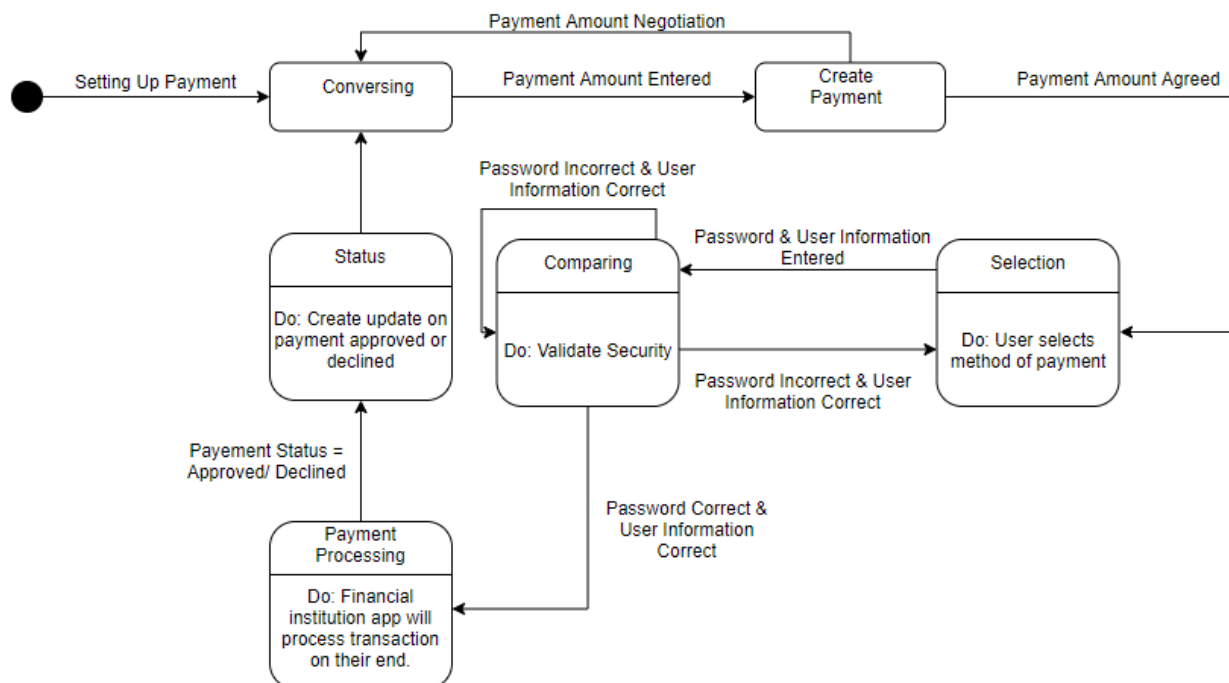 Payment Amount Negotiation
Setting Up Payment
Conversing
Payment Amount Entered
Create
Payment
Payment Amount Agreed
Password Incorrect & User
Information Correct
Status
Do: Create update on
payment approved or
declined
Comparing
Do: Validate Security
Password & User Information
Entered
Selection
Do: User selects
method of payment
Password Incorrect & User
Information Correct
Payement Status =
Approved/ Declined
Password Correct &
User Information
Correct
Payment
Processing
Do: Financial
institution app will
process transaction
on their end.